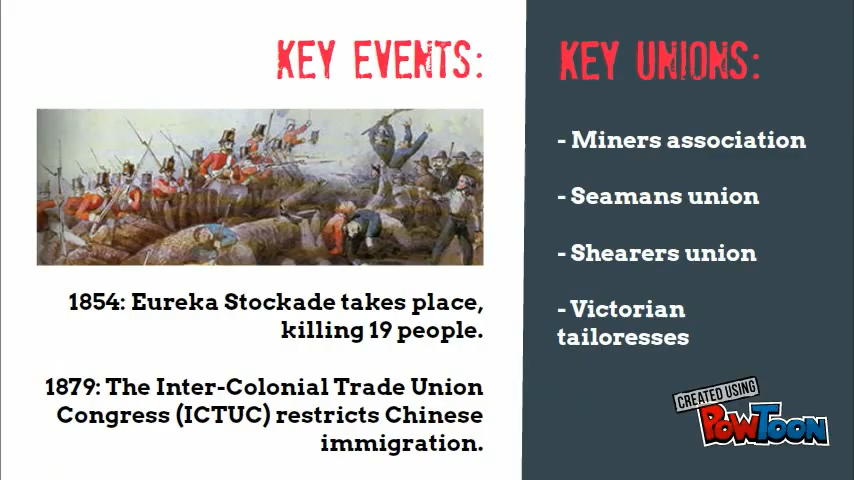 KEY EVENTS:
1854: Eureka Stockade takes place,
killing 19 people.
1879: The Inter-Colonial Trade Union
Congress (ICTUC) restricts Chinese
immigration.
KEY UNIONS:
- Miners association
- Seamans union
- Shearers union
- Victorian
tailoresses
CREATED USING
POWTOON